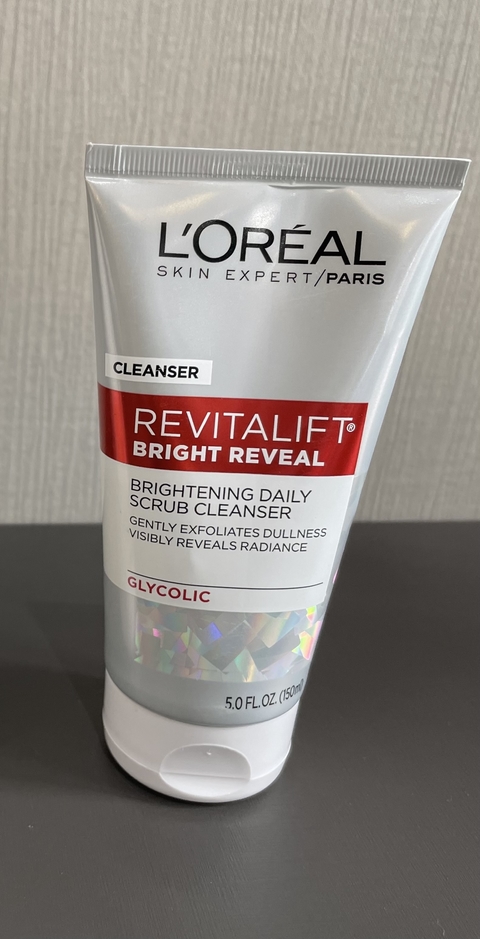 L'ORÉAL
SKIN EXPERT/PARIS
CLEANSER
REVITALIFT®
BRIGHT REVEAL
BRIGHTENING DAILY
SCRUB CLEANSER
GENTLY EXFOLIATES DULLNESS
VISIBLY REVEALS RADIANCE
GLYCOLIC
5.0 FL.OZ. (150ml)